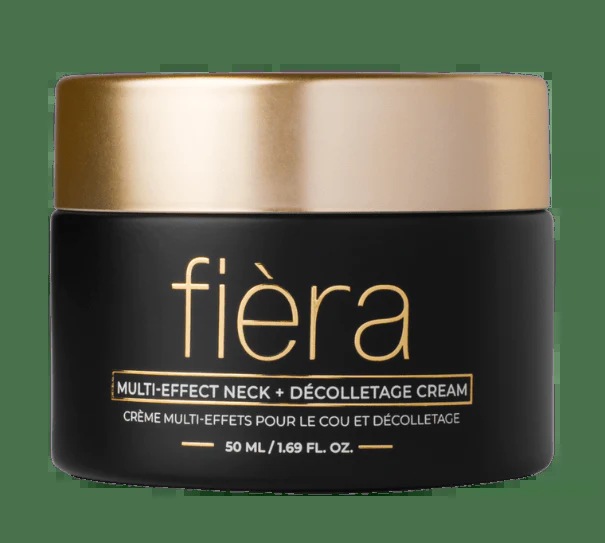 fièra
MULTI-EFFECT NECK + DÉCOLLETAGE CREAM
CRÈME MULTI-EFFETS POUR LE COU ET DÉCOLLETAGE
50 ML / 1.69 FL. OZ.